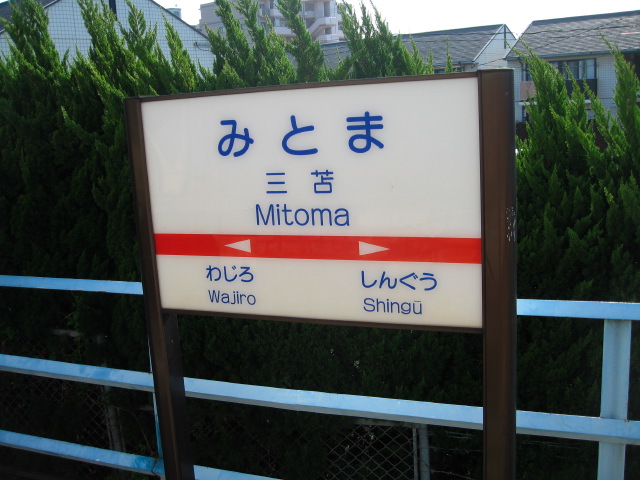 みとま
三苫
Mitoma
わじろ しんぐう
Wajiro Shingū